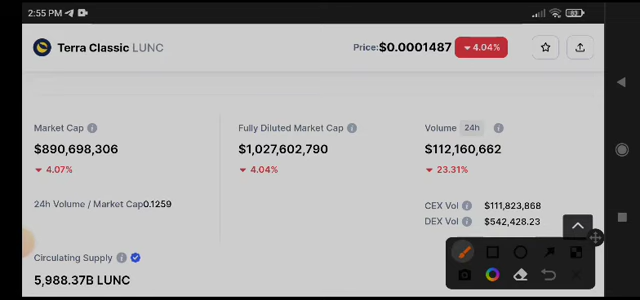 2:55 PM
Terra Classic LUNC
Price:$0.0001487 4.04%
Market Cap
$890,698,306
4.07%
24h Volume / Market Cap0.1259
Fully Diluted Market Cap
$1,027,602,790
4.04%
Volume 24h
$112,160,662
23.31%
CEX Vol $111,823,868
DEX Vol $542,428.23
Circulating Supply
5,988.37B LUNC